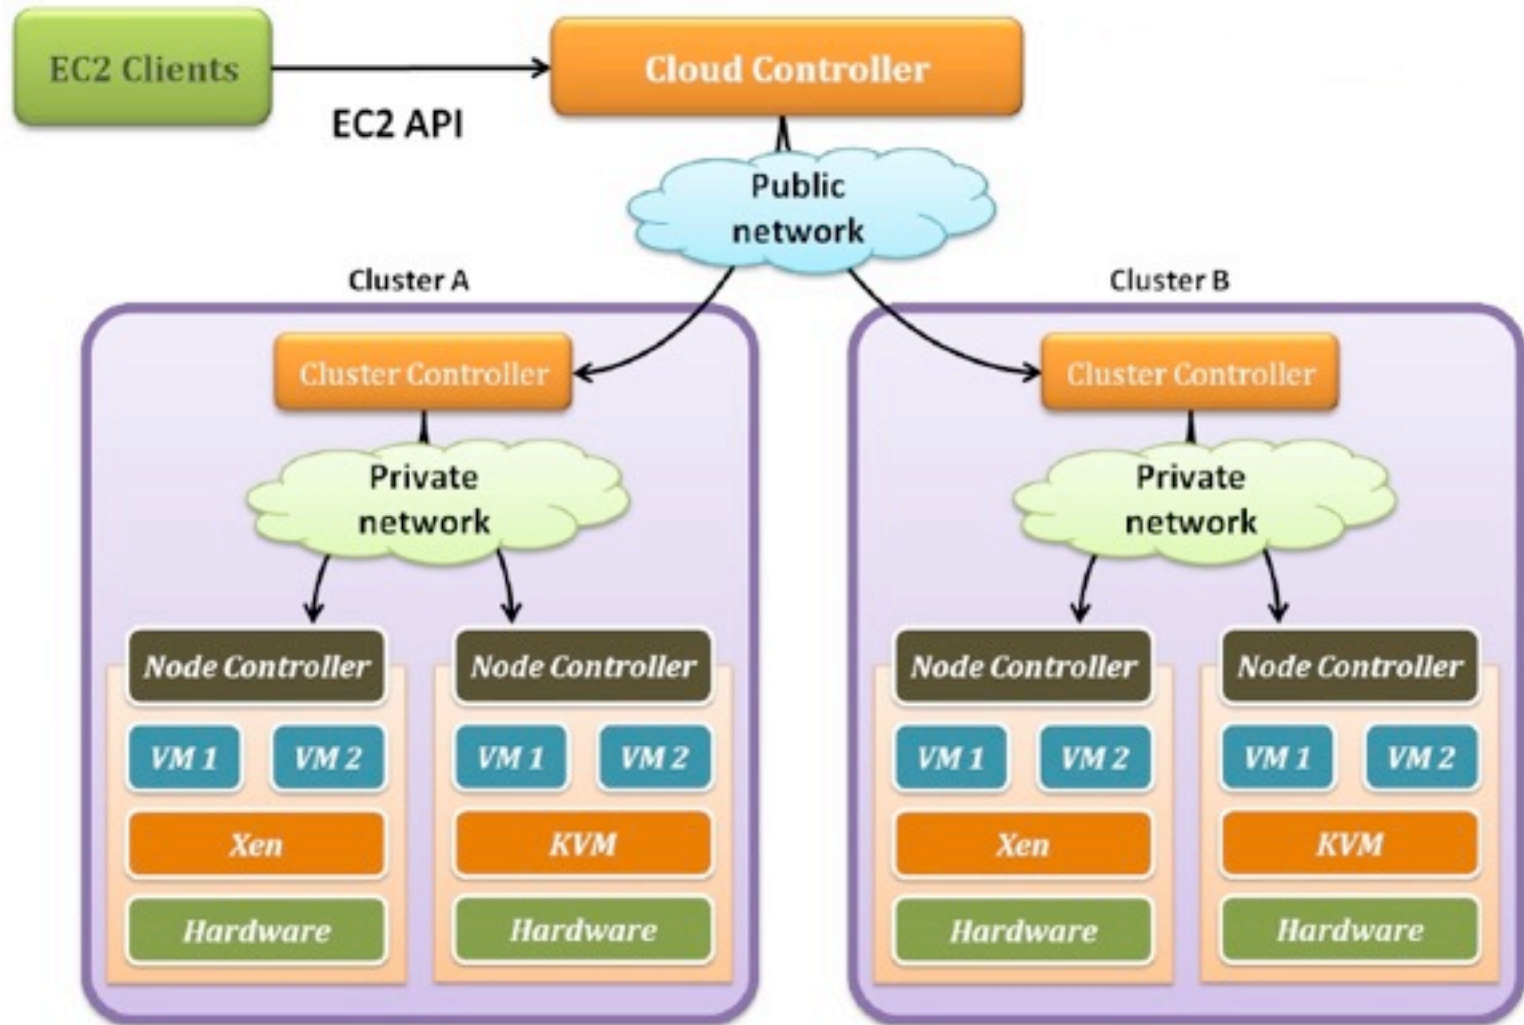 EC2 Clients
Cloud Controller
EC2 API
Public
network
Cluster A
Cluster B
Cluster Controller
Cluster Controller
Private
network
Private
network
Node Controller
Node Controller
Node Controller
Node Controller
VM 1
VM 2
VM 1
VM 2
VM 1
VM 2
VM 1
VM 2
Xen
KVM
Xen
KVM
Hardware
Hardware
Hardware
Hardware